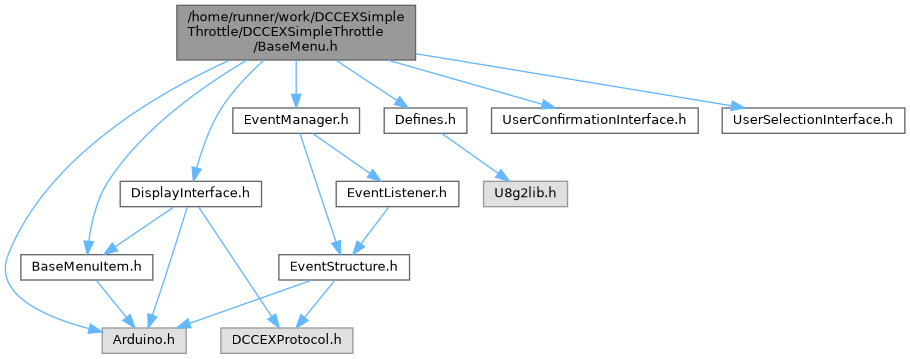 /home/runner/work/DCCEXSimple
Throttle/DCCEXSimpleThrottle
/BaseMenu.h
EventManager.h
Defines.h
UserConfirmationInterface.h
UserSelectionInterface.h
DisplayInterface.h
EventListener.h
U8g2lib.h
BaseMenuItem.h
EventStructure.h
Arduino.h
DCCEXProtocol.h